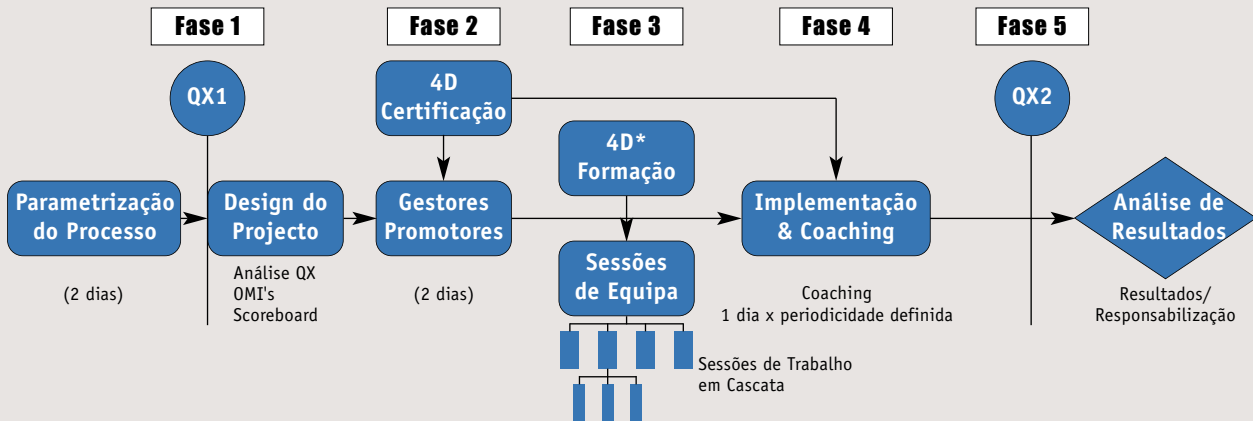 Fase 1
Fase 2
Fase 3
Fase 4
Fase 5
QX1
4D
Certificação
QX2
4D*
Formação
Parametrização
do Processo
Design do
Projecto
Gestores
Promotores
Implementação
& Coaching
Análise de
Resultados
(2 dias)
Análise QX
OMI's
Scoreboard
(2 dias)
Sessões
de Equipa
Coaching
1 dia x periodicidade definida
Resultados/
Responsabilização
Sessões de Trabalho
em Cascata